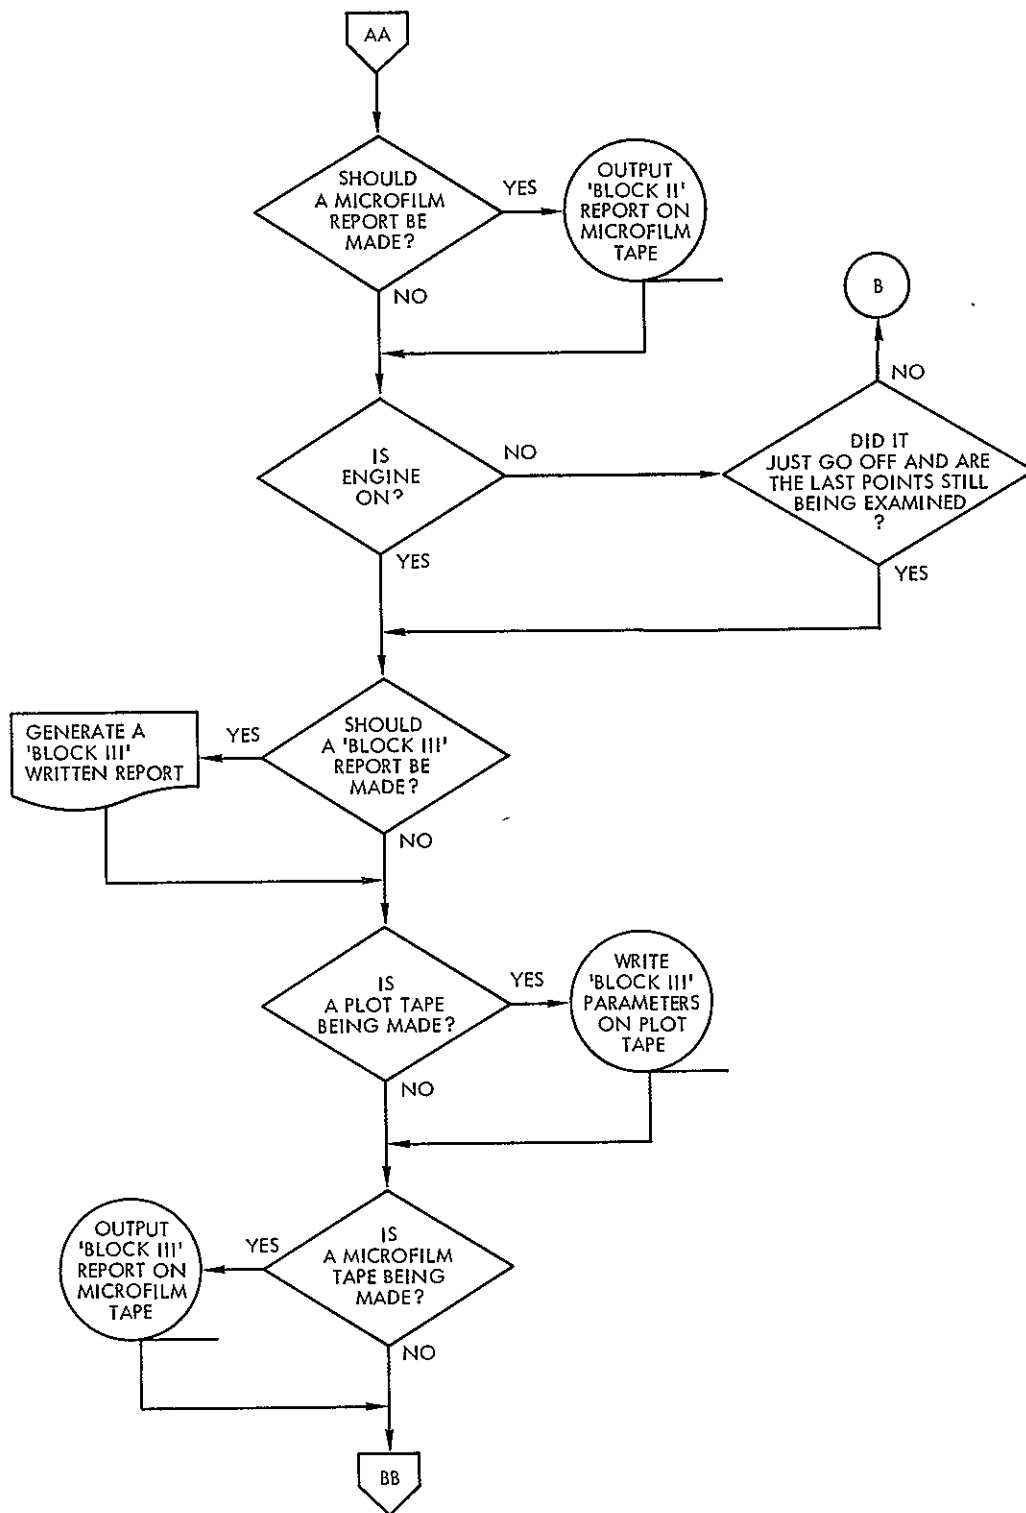 AA
SHOULD
A MICROFILM
REPORT BE
MADE?
YES
OUTPUT
'BLOCK II'
REPORT ON
MICROFILM
TAPE
NO
B
NO
IS
ENGINE
ON?
NO
DID IT
JUST GO OFF AND ARE
THE LAST POINTS STILL
BEING EXAMINED
?
YES
YES
SHOULD
A 'BLOCK III'
REPORT BE
MADE?
YES
GENERATE A
'BLOCK III'
WRITTEN REPORT
NO
IS
A PLOT TAPE
BEING MADE?
YES
WRITE
'BLOCK III'
PARAMETERS
ON PLOT
TAPE
NO
IS
A MICROFILM
TAPE BEING
MADE?
YES
OUTPUT
'BLOCK III'
REPORT ON
MICROFILM
TAPE
NO
BB